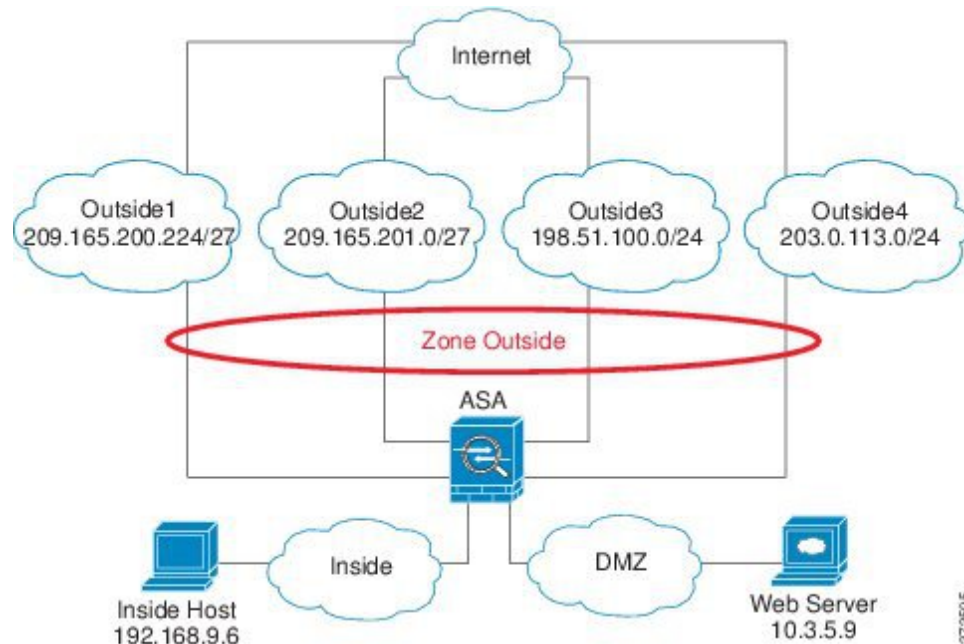 Internet
Outside1
209.165.200.224/27
Outside2
209.165.201.0/27
Outside3
198.51.100.0/24
Outside4
203.0.113.0/24
Zone Outside
ASA
Inside
DMZ
Inside Host
192.168.9.6
Web Server
10.3.5.9